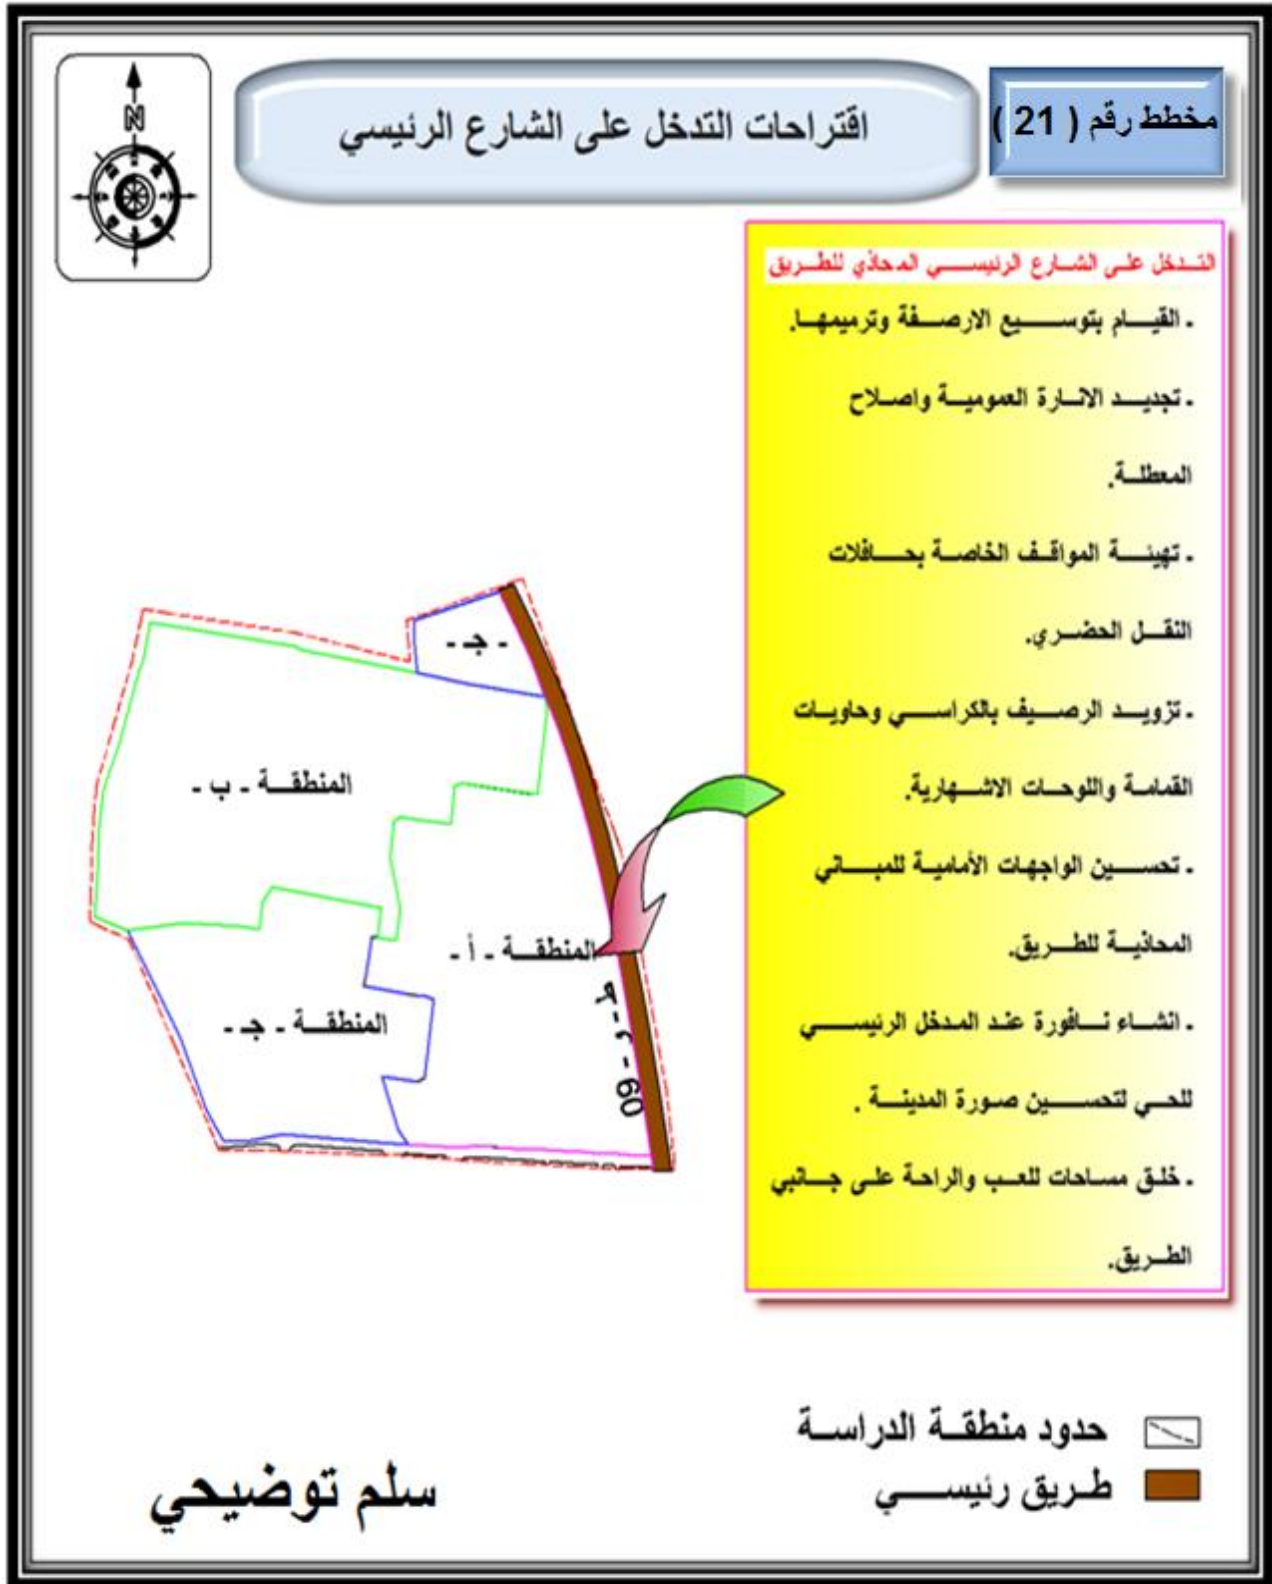 مخطط رقم ( 21 )
اقتراحات التدخل على الشارع الرئيسي
N
التدخل على الشارع الرئيسي المحاذي للطريق
- القيام بتوسيع الارصفة وترميمها.
- تجديد الانارة العمومية واصلاح
المعطلة.
- تهيئة المواقف الخاصة بحافلات
النقل الحضري.
- تزويد الرصيف بالكراسي وحاويات
القمامة واللوحات الاشهارية.
- تحسين الواجهات الأمامية للمباني
المحاذية للطريق.
- انشاء نافورة عند المدخل الرئيسي
للحي لتحسين صورة المدينة .
- خلق مساحات للعب والراحة على جانبي
الطريق.
- جـ -
المنطقة - ب -
المنطقة - أ -
المنطقة - جـ -
ط - ر - 60
حدود منطقة الدراسة
طريق رئيسي
سلم توضيحي